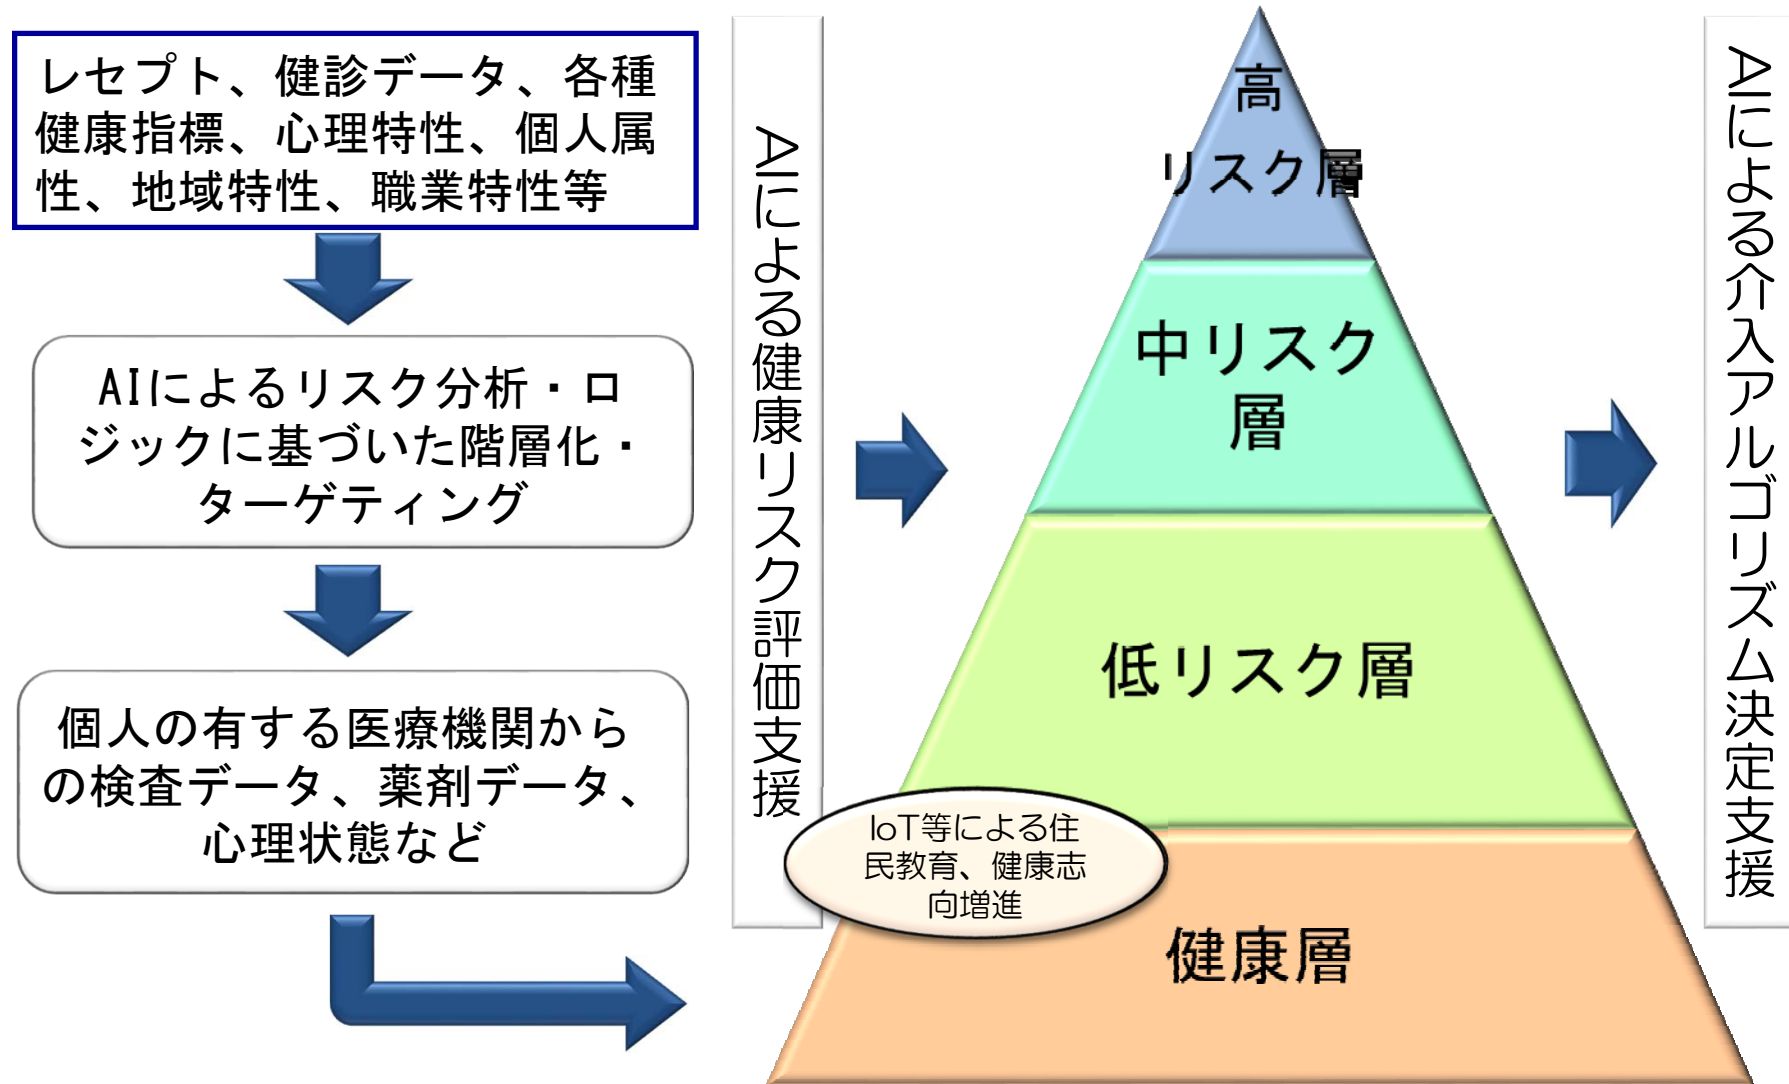 レセプト、健診データ、各種
健康指標、心理特性、個人属
性、地域特性、職業特性等
AIによるリスク分析・ロ
ジックに基づいた階層化・
ターゲティング
個人の有する医療機関から
の検査データ、薬剤データ、
心理状態など
AIによる健康リスク評価支援
高
リスク層
中リスク
層
低リスク層
IoT等による住
民教育、健康志
向増進
健康層
AIによる介入アルゴリズム決定支援